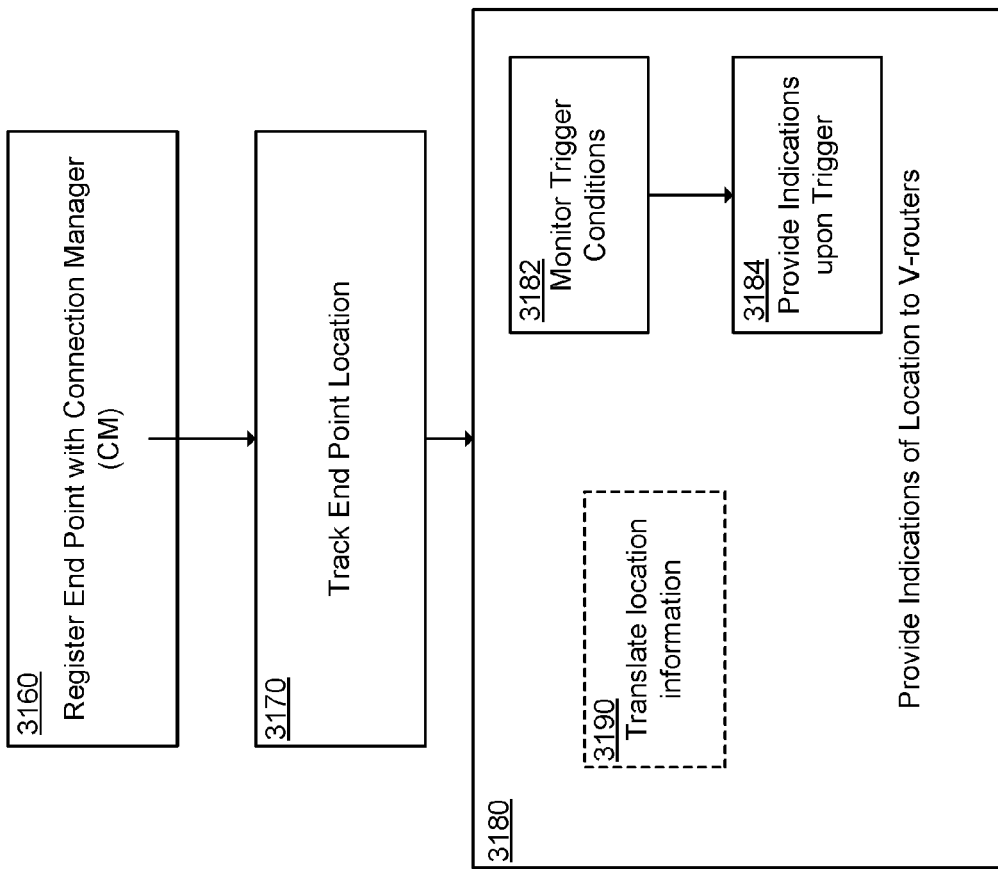 3160
Register End Point with Connection Manager
(CM)
3170
Track End Point Location
3180
3182
Monitor Trigger
Conditions
3184
Provide Indications
upon Trigger
3190
Translate location
information
Provide Indications of Location to V-routers